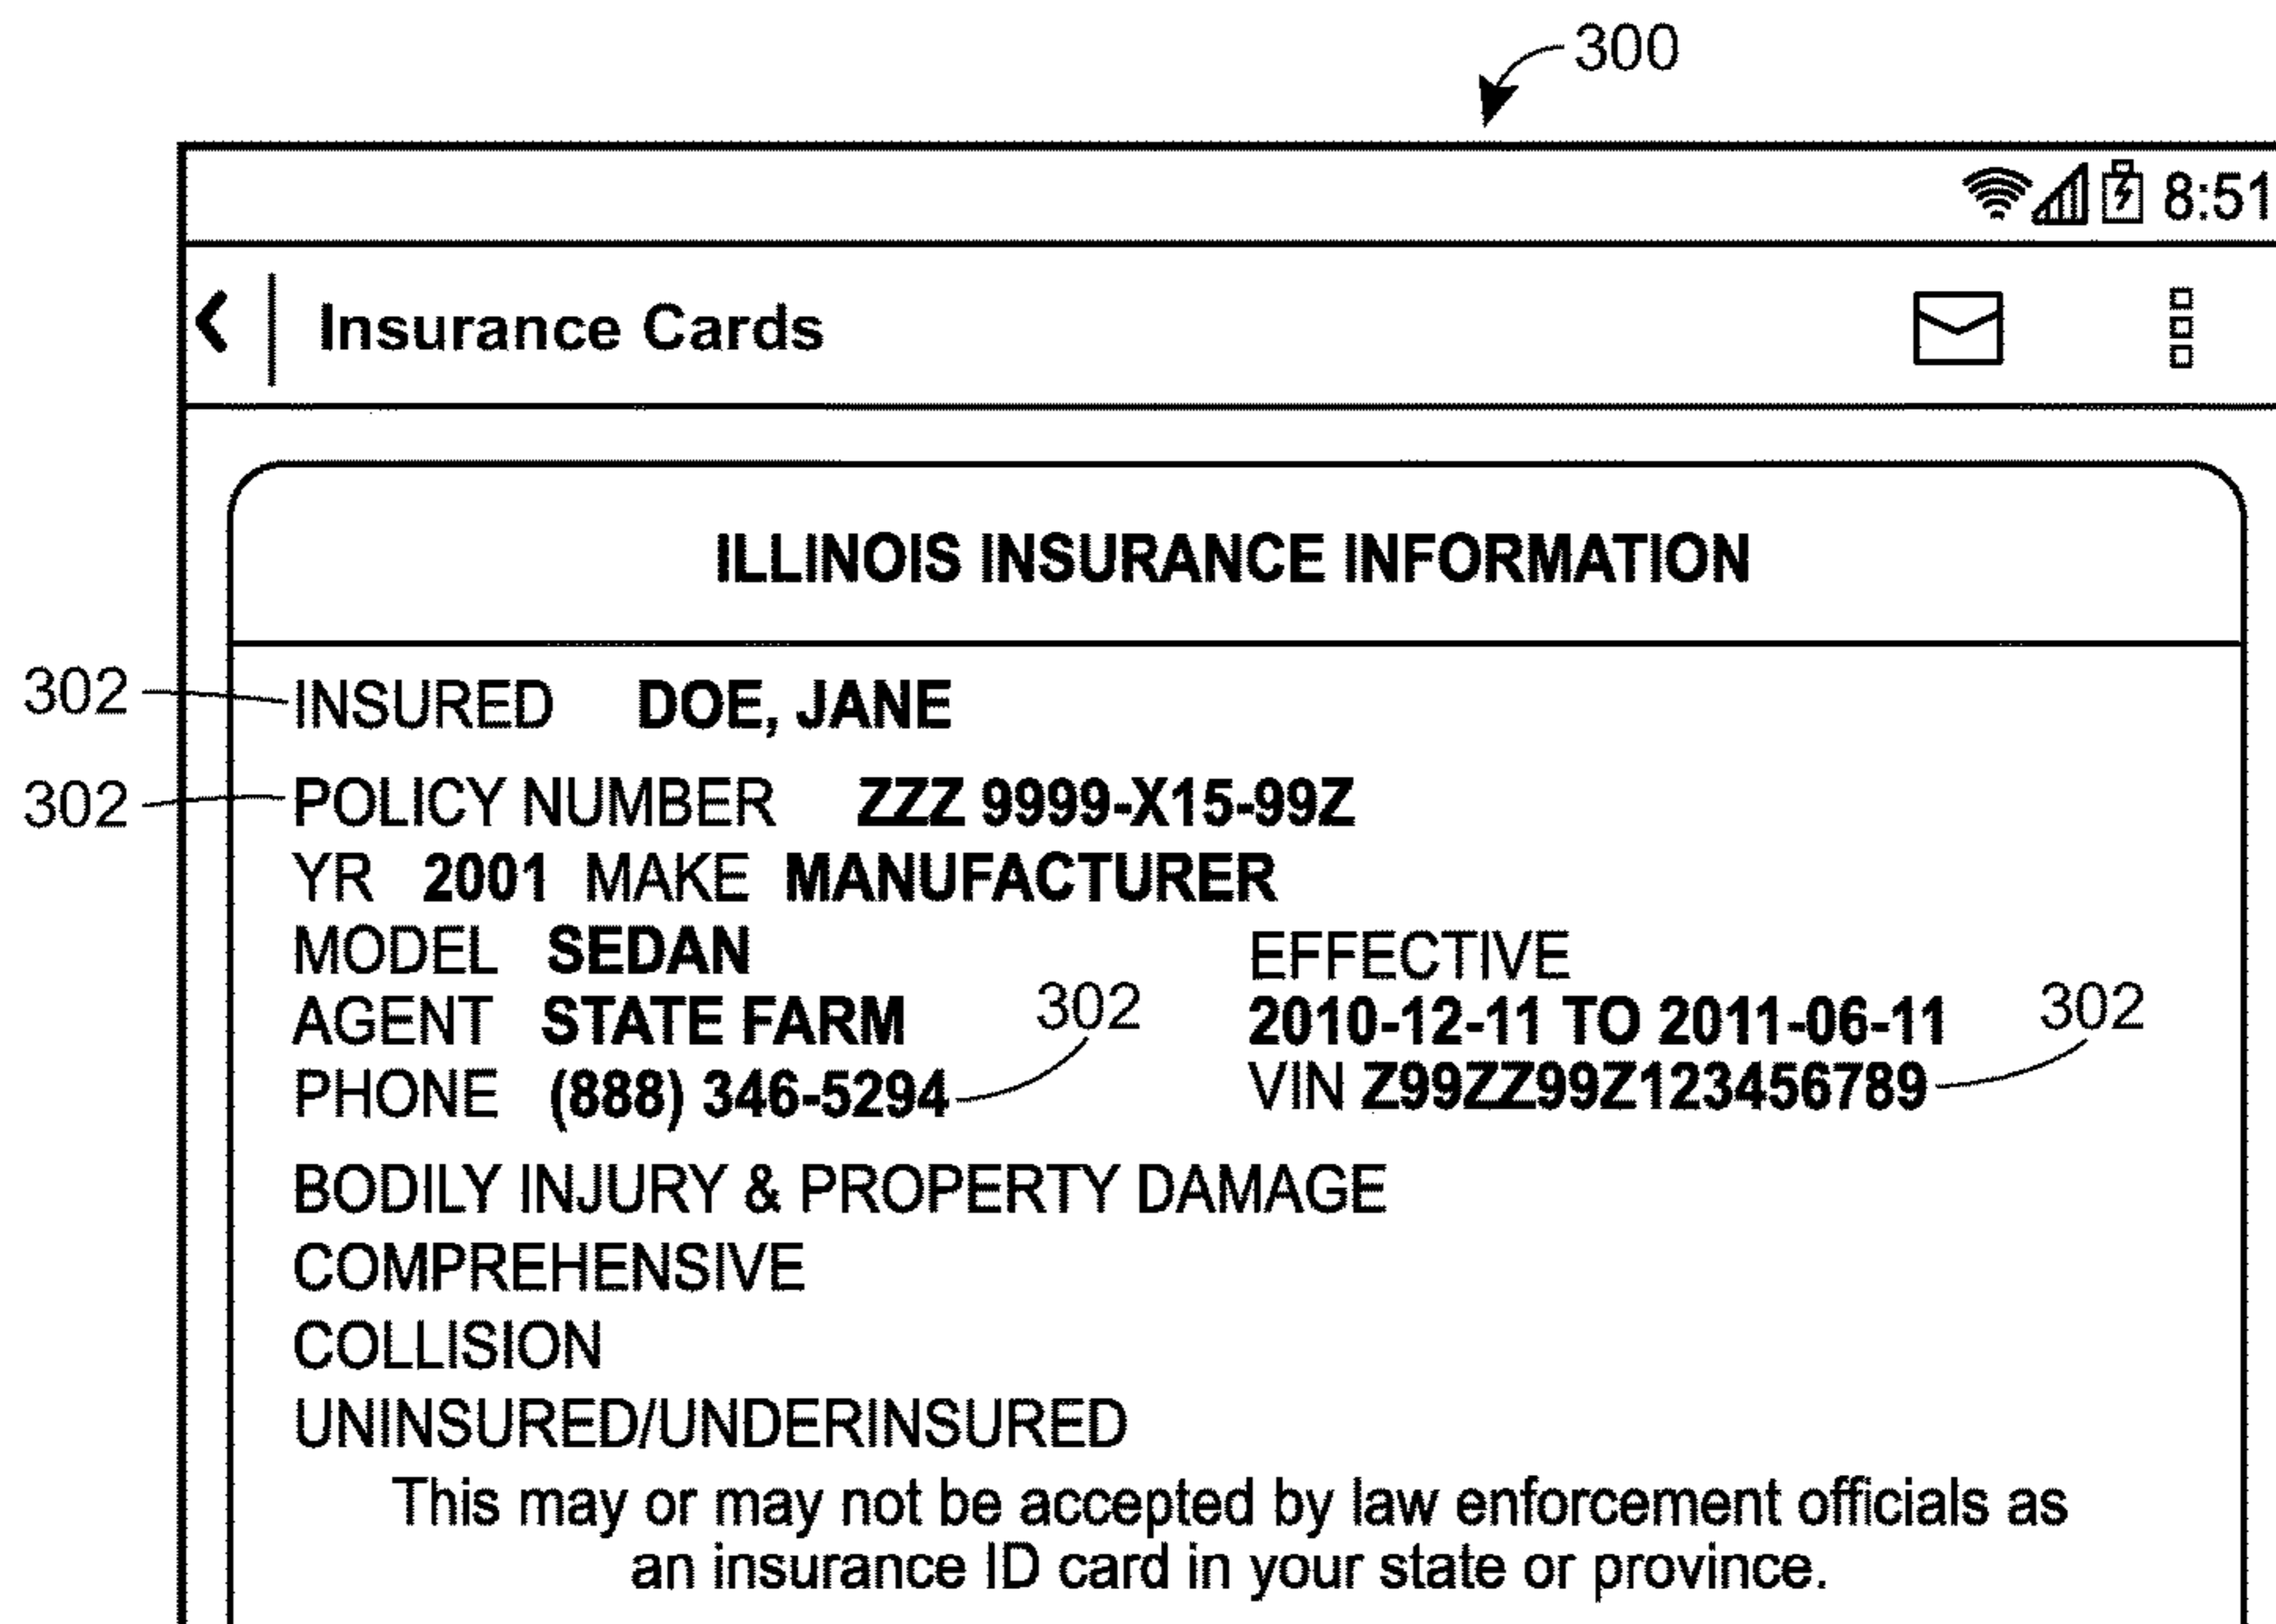 300
8:51
Insurance Cards
ILLINOIS INSURANCE INFORMATION
302 INSURED DOE, JANE
302 POLICY NUMBER ZZZ 9999-X15-99Z
YR 2001 MAKE MANUFACTURER
MODEL SEDAN EFFECTIVE
AGENT STATE FARM 302 2010-12-11 TO 2011-06-11 302
PHONE (888) 346-5294 VIN Z99ZZ99Z123456789
BODILY INJURY & PROPERTY DAMAGE
COMPREHENSIVE
COLLISION
UNINSURED/UNDERINSURED
This may or may not be accepted by law enforcement officials as
an insurance ID card in your state or province.